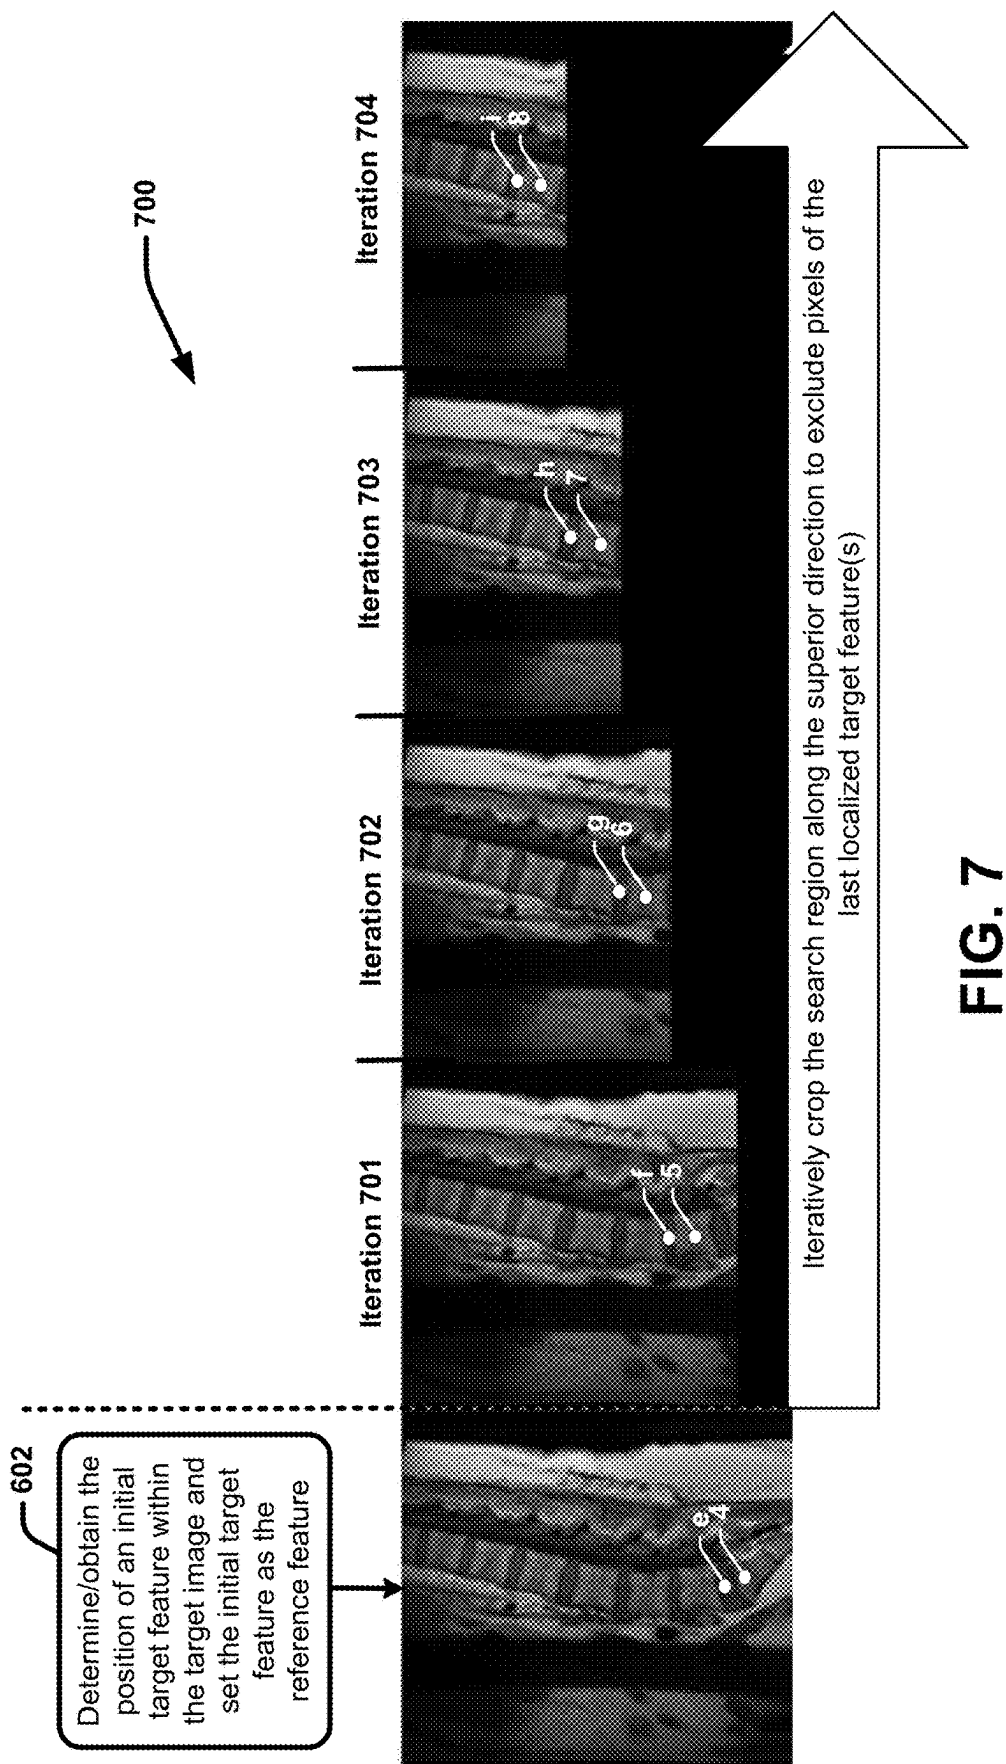 700
602
Determine/obtain the
position of an initial
target feature within
the target image and
set the initial target
feature as the
reference feature
Iteration 701
Iteration 702
Iteration 703
Iteration 704
e
4
f
5
g
6
h
7
i
8
Iteratively crop the search region along the superior direction to exclude pixels of the
last localized target feature(s)
FIG. 7